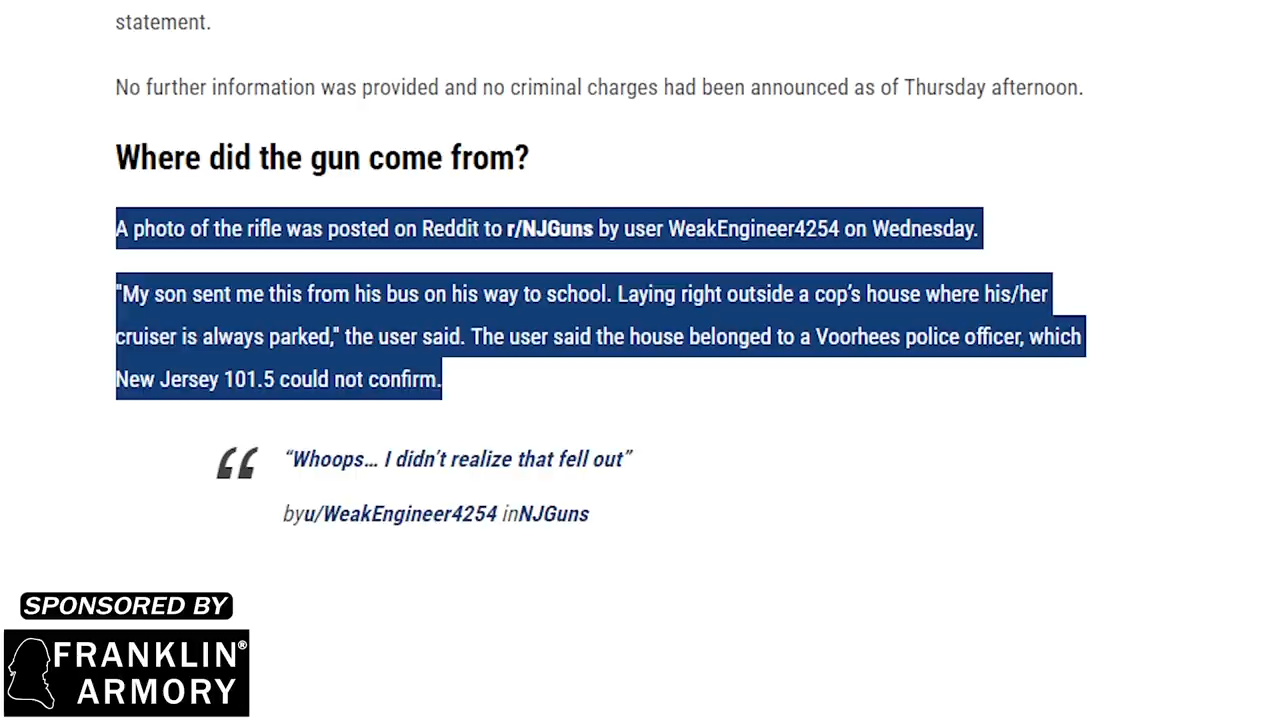 statement.
No further information was provided and no criminal charges had been announced as of Thursday afternoon.
Where did the gun come from?
A photo of the rifle was posted on Reddit to r/NJGuns by user WeakEngineer4254 on Wednesday.
"My son sent me this from his bus on his way to school. Laying right outside a cop's house where his/her
cruiser is always parked," the user said. The user said the house belonged to a Voorhees police officer, which
New Jersey 101.5 could not confirm.
“Whoops… I didn’t realize that fell out”
byu/WeakEngineer4254 inNJGuns
SPONSORED BY
FRANKLIN®
ARMORY